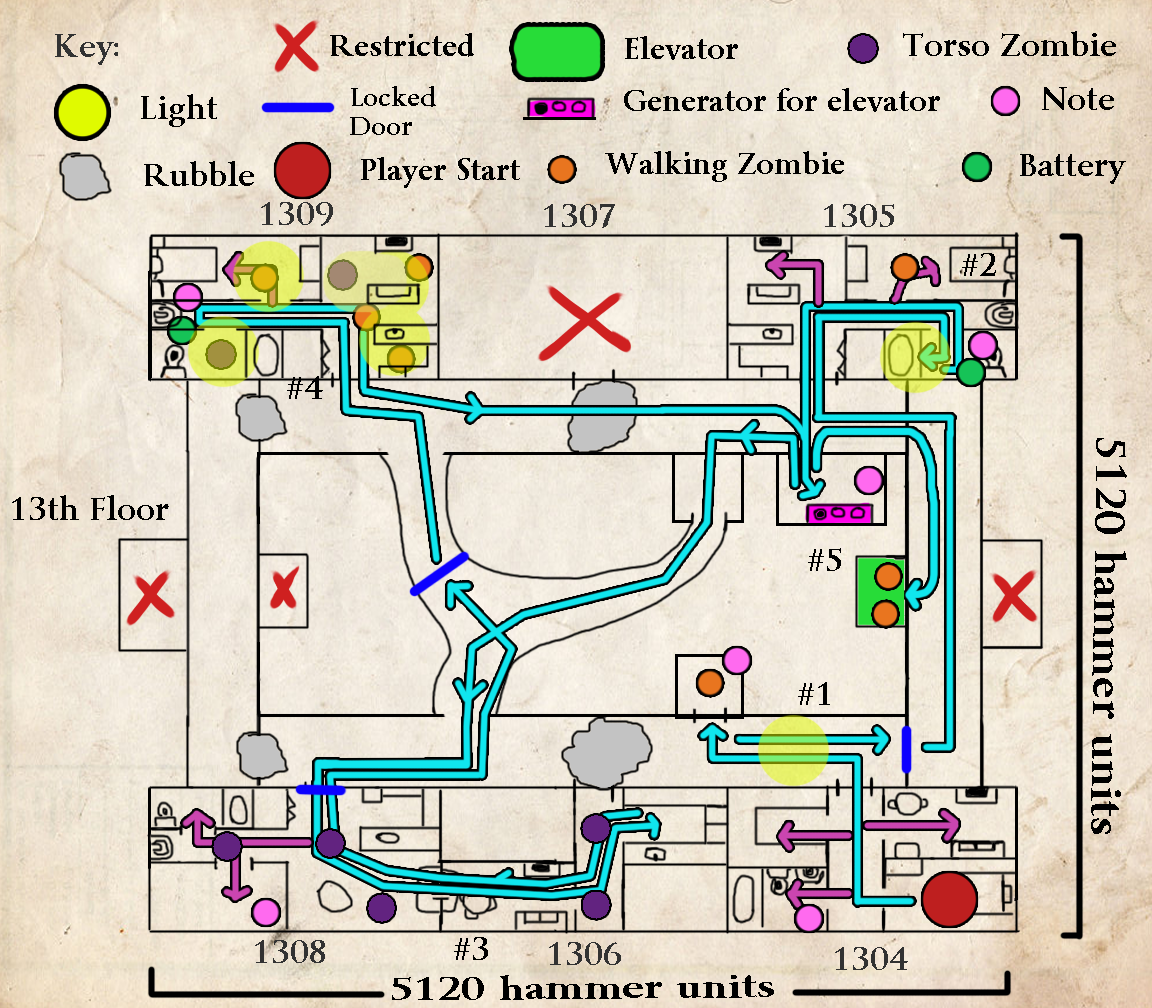 Key:
Restricted
Elevator
Torso Zombie
Light
Locked
Door
Generator for elevator
Note
Rubble
Player Start
Walking Zombie
Battery
1309
1307
1305
#2
#4
13th Floor
#5
#1
5120 hammer units
1308
#3
1306
1304
5120 hammer units